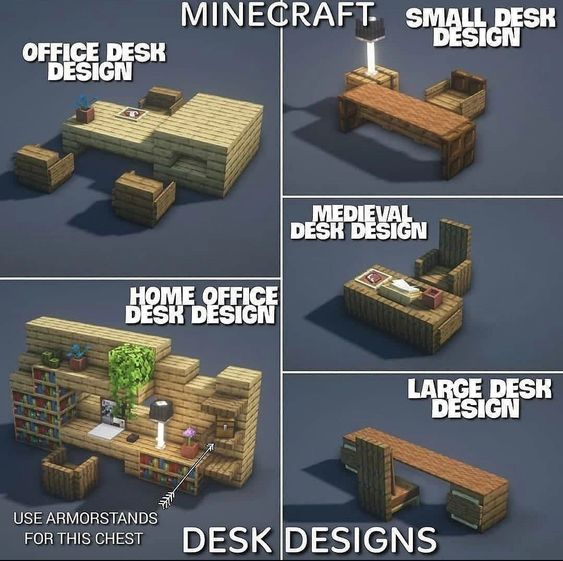 MINECRAFT
OFFICE DESK
DESIGN
SMALL DESK
DESIGN
MEDIEVAL
DESK DESIGN
HOME OFFICE
DESK DESIGN
LARGE DESK
DESIGN
USE ARMORSTANDS
FOR THIS CHEST
DESK DESIGNS